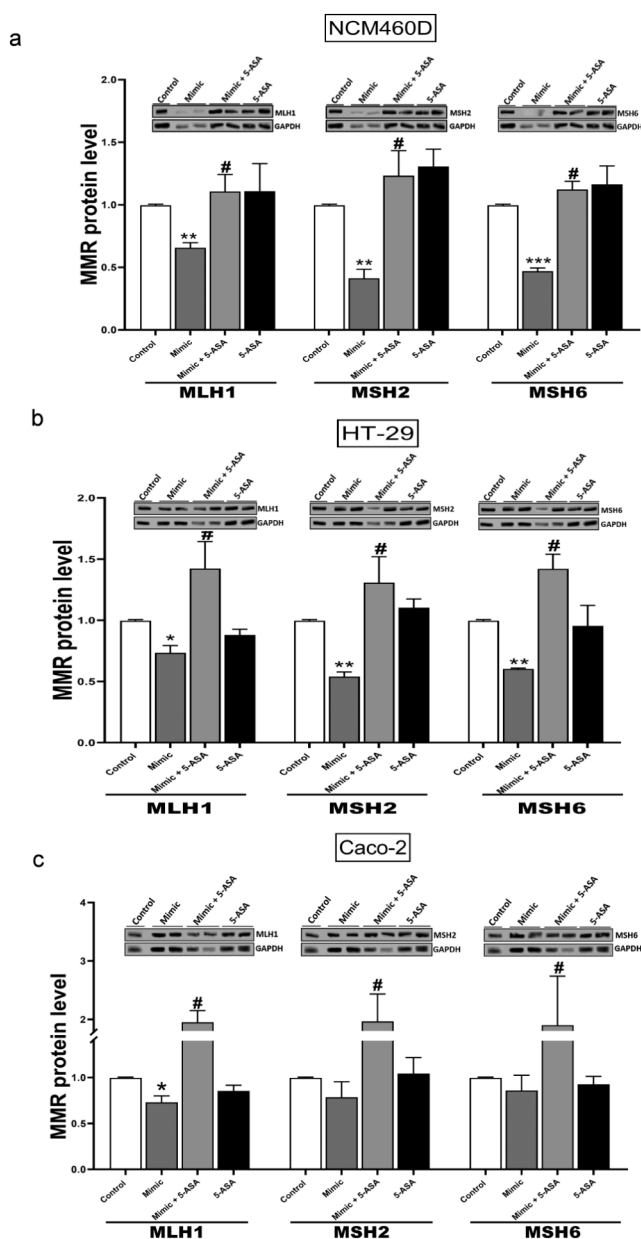 a
NCM460D
Control Mimic Mimic + 5-ASA 5-ASA
Control Mimic Mimic + 5-ASA 5-ASA
Control Mimic Mimic + 5-ASA 5-ASA
MLH1 MSH2 MSH6
GAPDH GAPDH GAPDH
MMR protein level
2.0
1.5
1.0
0.5
0.0
** # ** # *** #
Control Mimic Mimic + 5-ASA 5-ASA Control Mimic Mimic + 5-ASA 5-ASA Control Mimic Mimic + 5-ASA 5-ASA
MLH1 MSH2 MSH6
b
HT-29
Control Mimic Mimic + 5-ASA 5-ASA
Control Mimic Mimic + 5-ASA 5-ASA
Control Mimic Mimic + 5-ASA 5-ASA
MLH1 MSH2 MSH6
GAPDH GAPDH GAPDH
MMR protein level
2.0
1.5
1.0
0.5
0.0
* # ** # ** #
Control Mimic Mimic + 5-ASA 5-ASA Control Mimic Mimic + 5-ASA 5-ASA Control Mimic Mimic + 5-ASA 5-ASA
MLH1 MSH2 MSH6
c
Caco-2
Control Mimic Mimic + 5-ASA 5-ASA
Control Mimic Mimic + 5-ASA 5-ASA
Control Mimic Mimic + 5-ASA 5-ASA
MLH1 MSH2 MSH6
GAPDH GAPDH GAPDH
MMR protein level
4
3
2
1.0
0.5
0.0
* # # #
Control Mimic Mimic + 5-ASA 5-ASA Control Mimic Mimic + 5-ASA 5-ASA Control Mimic Mimic + 5-ASA 5-ASA
MLH1 MSH2 MSH6